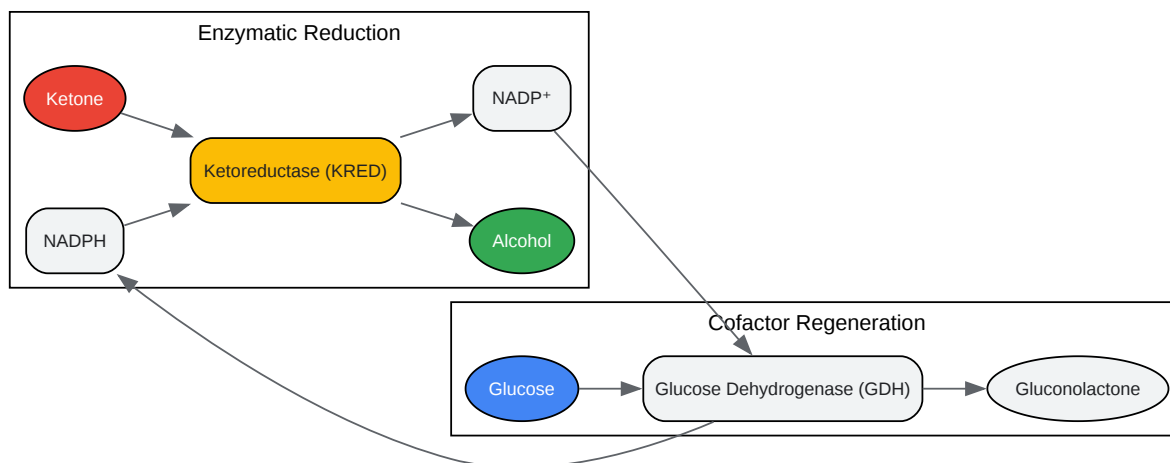 Enzymatic Reduction
Ketone
NADP⁺
Ketoreductase (KRED)
NADPH
Alcohol
Cofactor Regeneration
Glucose
Glucose Dehydrogenase (GDH)
Gluconolactone